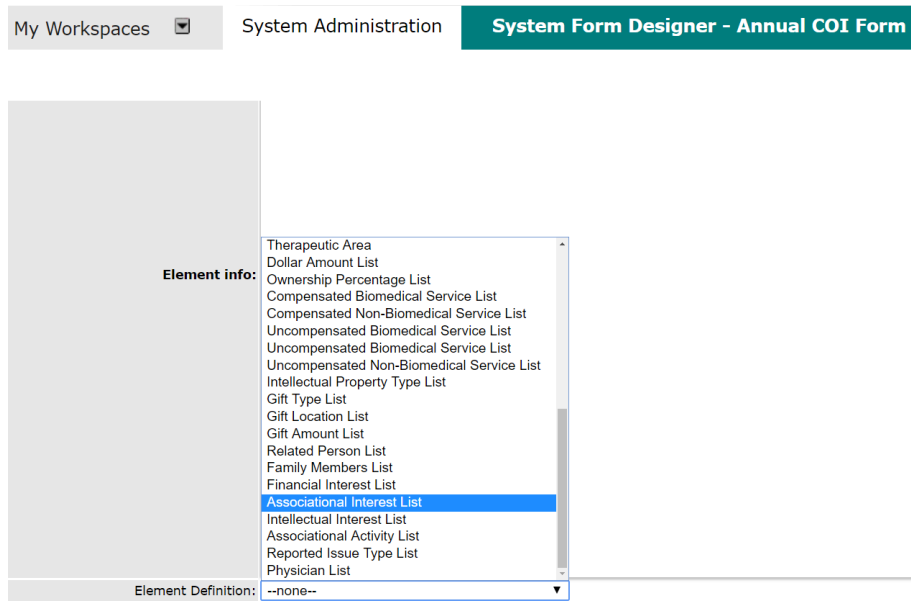 My Workspaces System Administration System Form Designer - Annual COI Form
Therapeutic Area
Dollar Amount List
Element info:
Ownership Percentage List
Compensated Biomedical Service List
Compensated Non-Biomedical Service List
Uncompensated Biomedical Service List
Uncompensated Biomedical Service List
Uncompensated Non-Biomedical Service List
Intellectual Property Type List
Gift Type List
Gift Location List
Gift Amount List
Related Person List
Family Members List
Financial Interest List
Associational Interest List
Intellectual Interest List
Associational Activity List
Reported Issue Type List
Physician List
Element Definition: --none--